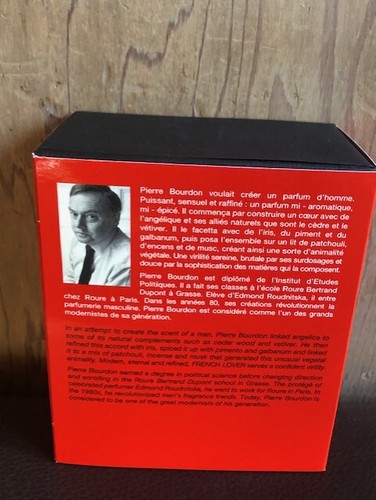 Pierre Bourdon voulait créer un parfum d'homme.
Puissant, sensuel et raffiné : un parfum mi - aromatique,
mi - épicé. Il commença par construire un cœur avec de
l'angélique et ses alliés naturels que sont le cèdre et le
vétiver. Il le facetta avec de l'iris, du piment et du
galbanum, puis posa l'ensemble sur un lit de patchouli,
d'encens et de musc, créant ainsi une sorte d'animalité
végétale. Une virilité sereine, brutale par ses surdosages et
douce par la sophistication des matières qui la composent.
Pierre Bourdon est diplomé de l'Institut d'Etudes
Politiques. Il a fait ses classes à l'école Roure Bertrand
Dupont à Grasse. Elève d'Edmond Roudnitska, il entre
chez Roure à Paris. Dans les années 80, ses créations révolutionnent la
parfumerie masculine. Pierre Bourdon est considéré comme l'un des grands
modernistes de sa génération.
In an attempt to create the scent of a man, Pierre Bourdon linked angelica to
some of its natural complements such as cedar wood and vetiver. He then
refined this accord with iris, spiced it up with pimento and galbanum and linked
it to a mix of patchouli, incense and musk that generated this unusual vegetal
animality. Modern, eternal and refined, FRENCH LOVER serves a confident virility.
Pierre Bourdon earned a degree in political science before changing direction
and enrolling in the Roure Bertrand Dupont school in Grasse. The protégé of
celebrated perfumer Edmond Roudnitska, he went to work for Roure in Paris. In
the 1980s, he revolutionized men's fragrance trends. Today, Pierre Bourdon is
considered to be one of the great modernists of his generation.